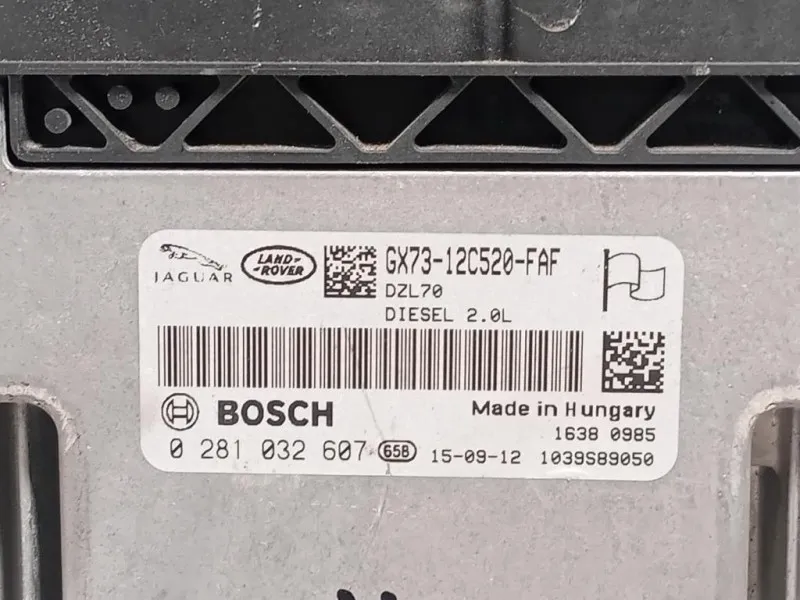 JAGUAR
LAND-
-ROVER
GX73-12C520-FAF
DZL70
DIESEL 2.0L
BOSCH
Made in Hungary
1638 0985
0 281 032 607 65B 15-09-12 1039S89050